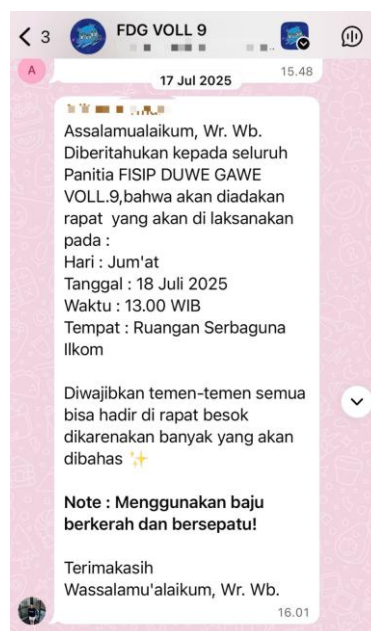 3
FDG VOLL 9
A
15.48
17 Jul 2025
Assalamualaikum, Wr. Wb.
Diberitahukan kepada seluruh
Panitia FISIP DUWE GAWE
VOLL.9,bahwa akan diadakan
rapat yang akan di laksanakan
pada :
Hari : Jum'at
Tanggal : 18 Juli 2025
Waktu : 13.00 WIB
Tempat : Ruangan Serbaguna
Ilkom
Diwajibkan temen-temen semua
bisa hadir di rapat besok
dikarenakan banyak yang akan
dibahas ✨
Note : Menggunakan baju
berkerah dan bersepatu!
Terimakasih
Wassalamu'alaikum, Wr. Wb.
16.01